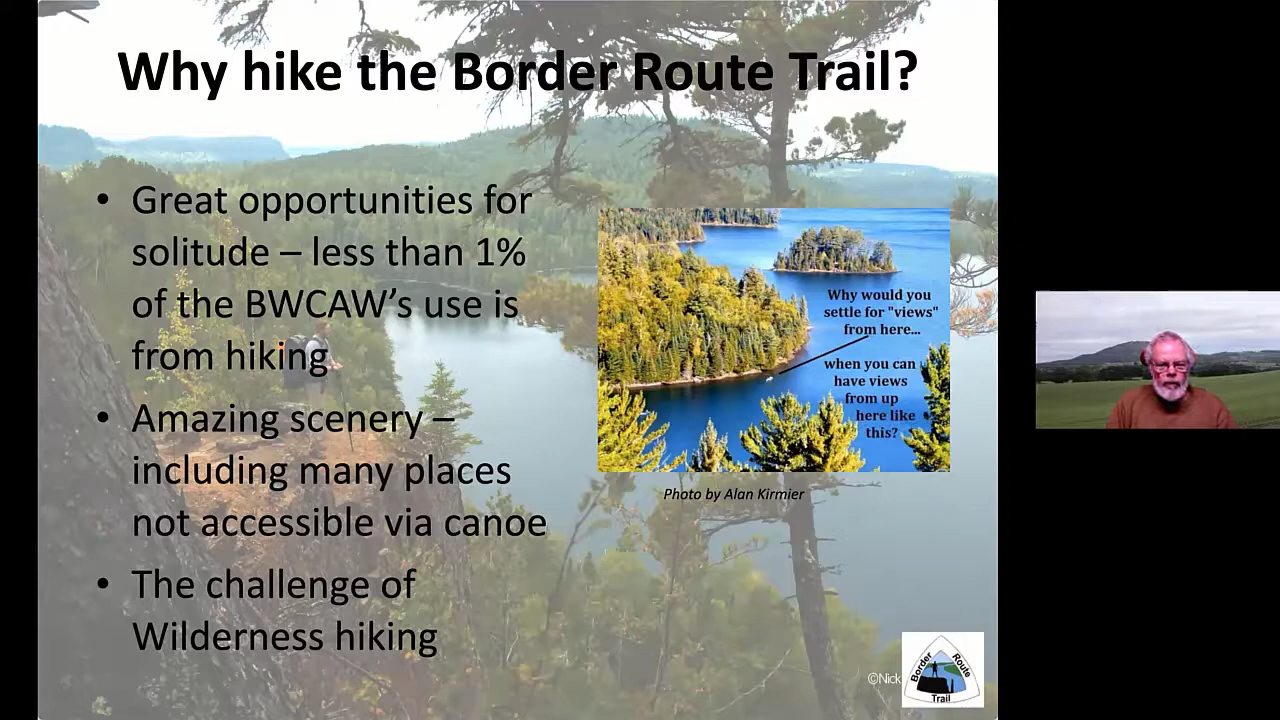 Why hike the Border Route Trail?
• Great opportunities for
solitude – less than 1%
of the BWCAW’s use is
from hiking
• Amazing scenery –
including many places
not accessible via canoe
• The challenge of
Wilderness hiking
Why would you
settle for "views"
from here...
when you can
have views
from up
here like
this?
Photo by Alan Kirmier
©Nick
Border Route
Trail